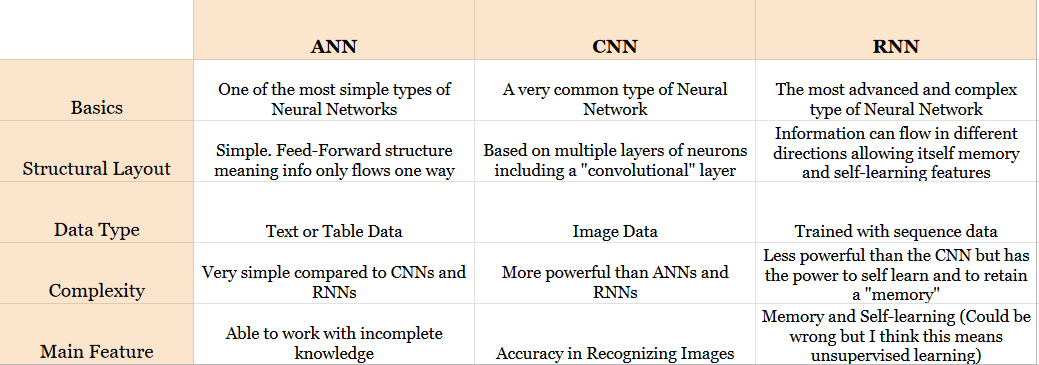 ANN CNN RNN
Basics
One of the most simple types of
Neural Networks
A very common type of Neural
Network
The most advanced and complex
type of Neural Network
Structural Layout
Simple. Feed-Forward structure
meaning info only flows one way
Based on multiple layers of neurons
including a "convolutional" layer
Information can flow in different
directions allowing itself memory
and self-learning features
Data Type
Text or Table Data
Image Data
Trained with sequence data
Complexity
Very simple compared to CNNs and
RNNs
More powerful than ANNs and
RNNs
Less powerful than the CNN but has
the power to self learn and to retain
a "memory"
Main Feature
Able to work with incomplete
knowledge
Accuracy in Recognizing Images
Memory and Self-learning (Could be
wrong but I think this means
unsupervised learning)